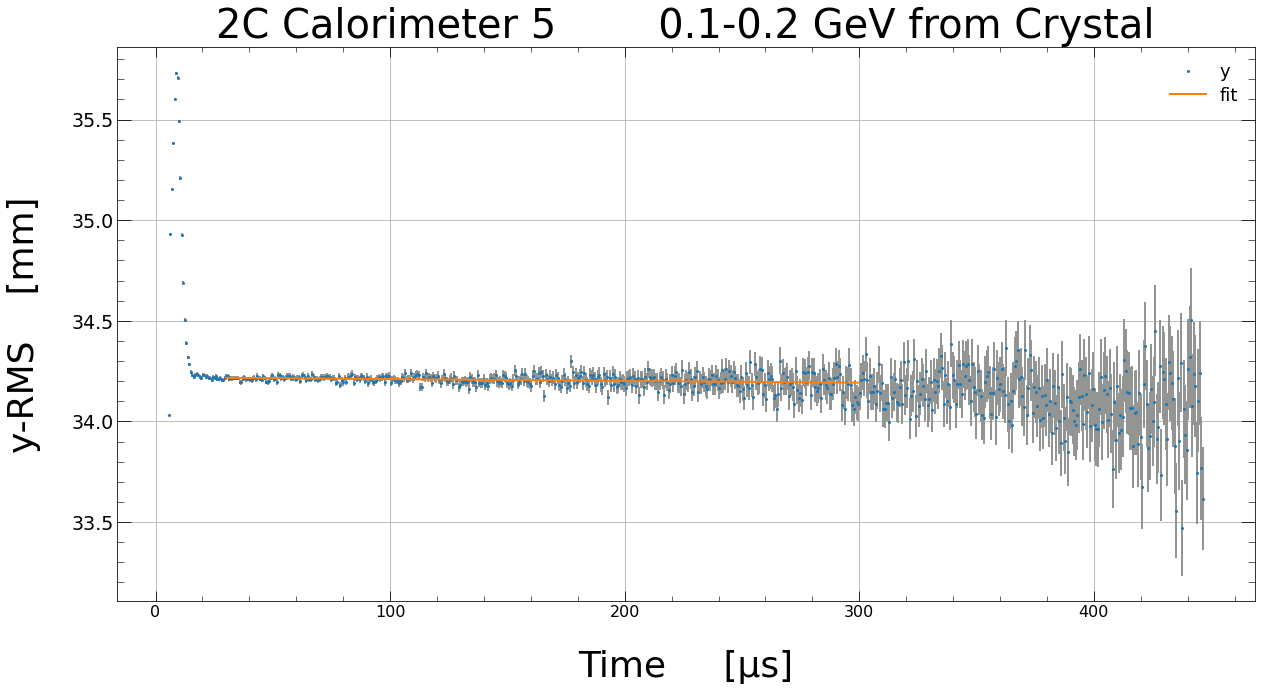 2C Calorimeter 5 0.1-0.2 GeV from Crystal
y
fit
35.5
35.0
34.5
34.0
33.5
y-RMS [mm]
0 100 200 300 400
Time [μs]